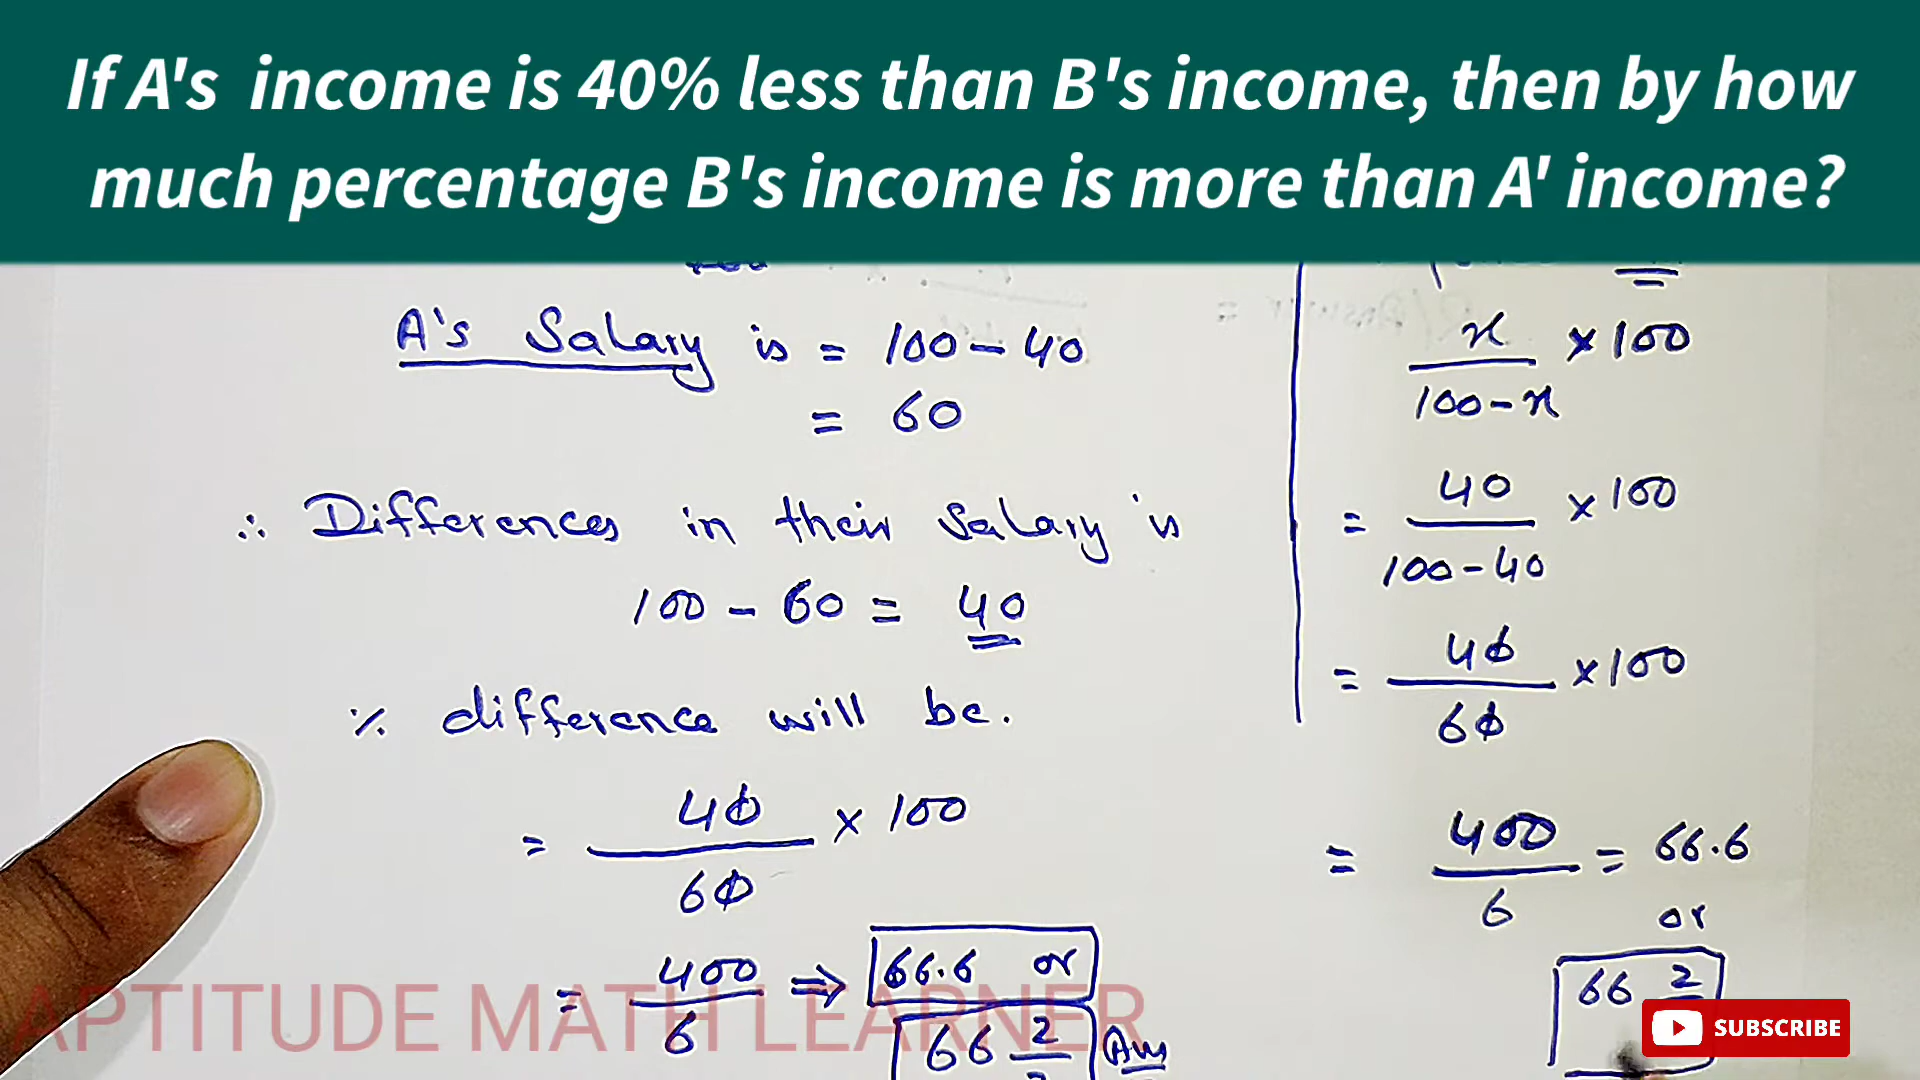 If A's income is 40% less than B's income, then by how
much percentage B's income is more than A' income?
A's Salary is = 100 - 40
= 60
∴ Differences in their Salary is
100 - 60 = 40
% difference will be.
= 40/60 × 100
= 400/6 ⇒ 66.6 or
66 2
Ans
x/100-x × 100
= 40/100-40 × 100
= 40/60 × 100
= 400/6 = 66.6
or
66 2
APTITUDE MATH LEARNER
SUBSCRIBE